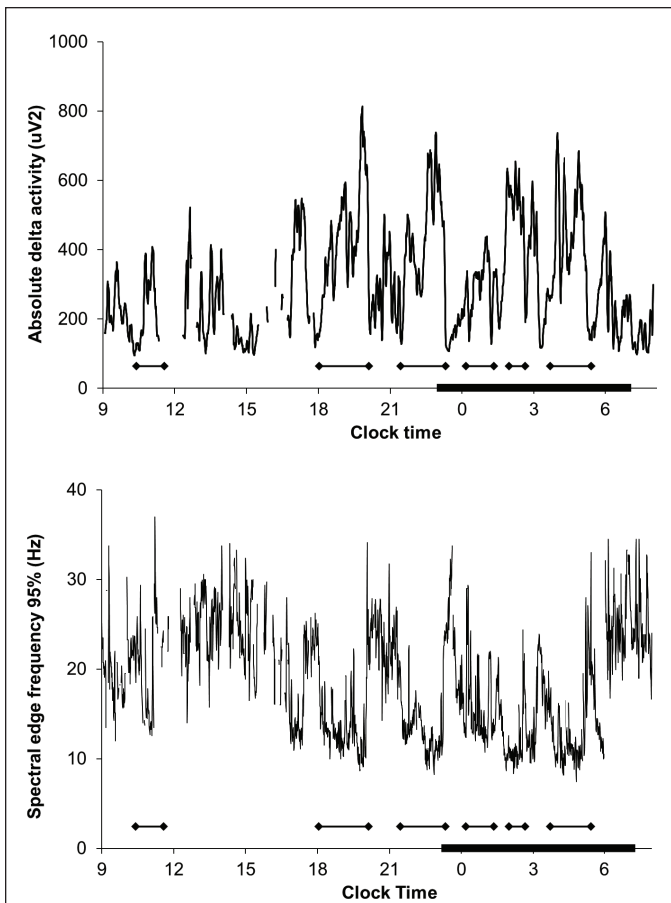 1000
800
600
400
200
0
Absolute delta activity (uV2)
9 12 15 18 21 0 3 6
Clock time
40
30
20
10
0
Spectral edge frequency 95% (Hz)
9 12 15 18 21 0 3 6
Clock Time